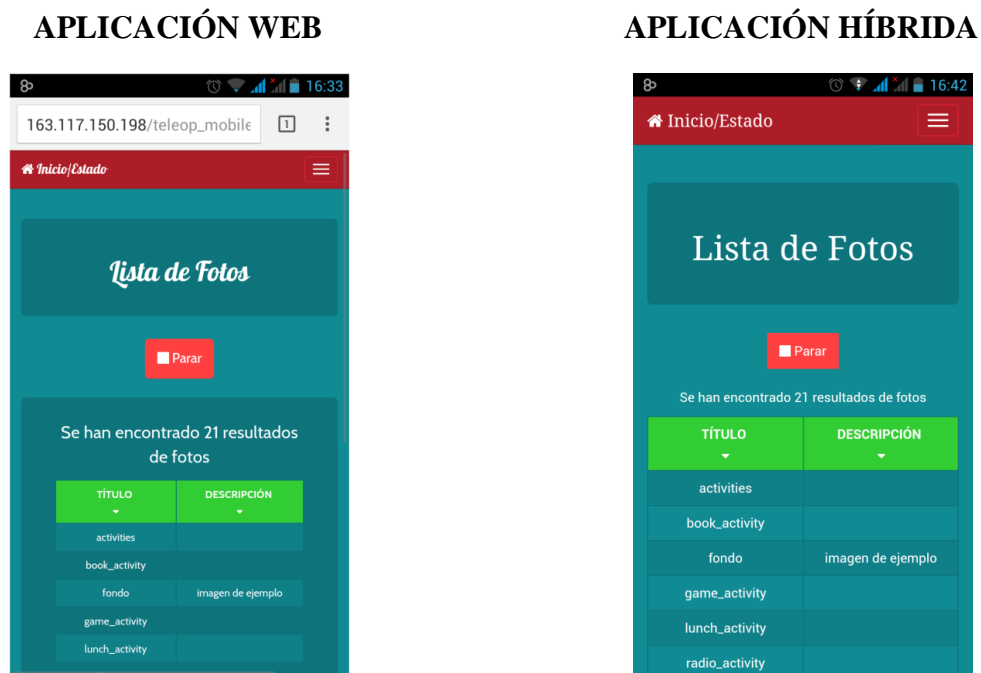 APLICACIÓN WEB
16:33
163.117.150.198/teleop_mobile
1
Inicio/Estado
Lista de Fotos
Parar
Se han encontrado 21 resultados
de fotos
TÍTULO DESCRIPCIÓN
activities
book_activity
fondo imagen de ejemplo
game_activity
lunch_activity
APLICACIÓN HÍBRIDA
16:42
Inicio/Estado
Lista de Fotos
Parar
Se han encontrado 21 resultados de fotos
TÍTULO DESCRIPCIÓN
activities
book_activity
fondo imagen de ejemplo
game_activity
lunch_activity
radio_activity